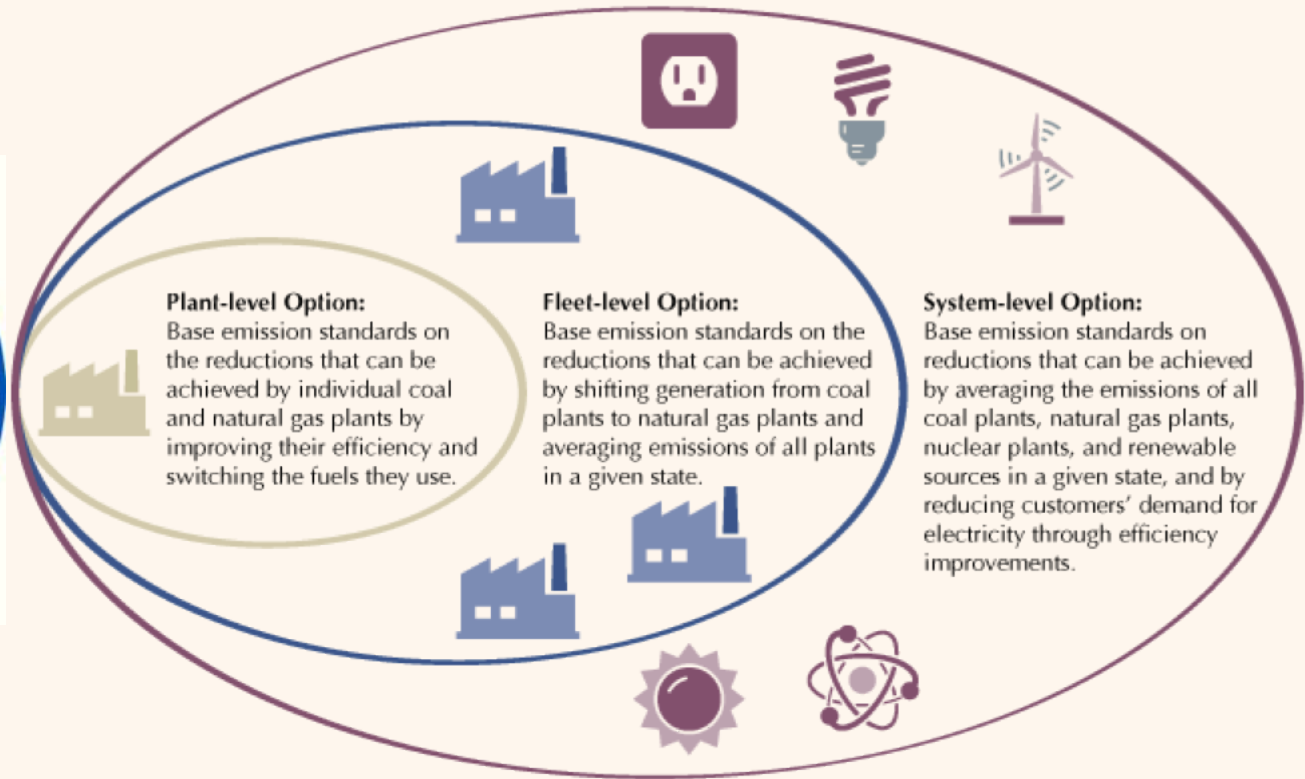 Plant-level Option:
Base emission standards on
the reductions that can be
achieved by individual coal
and natural gas plants by
improving their efficiency and
switching the fuels they use.
Fleet-level Option:
Base emission standards on the
reductions that can be achieved
by shifting generation from coal
plants to natural gas plants and
averaging emissions of all plants
in a given state.
System-level Option:
Base emission standards on
reductions that can be achieved
by averaging the emissions of all
coal plants, natural gas plants,
nuclear plants, and renewable
sources in a given state, and by
reducing customers’ demand for
electricity through efficiency
improvements.